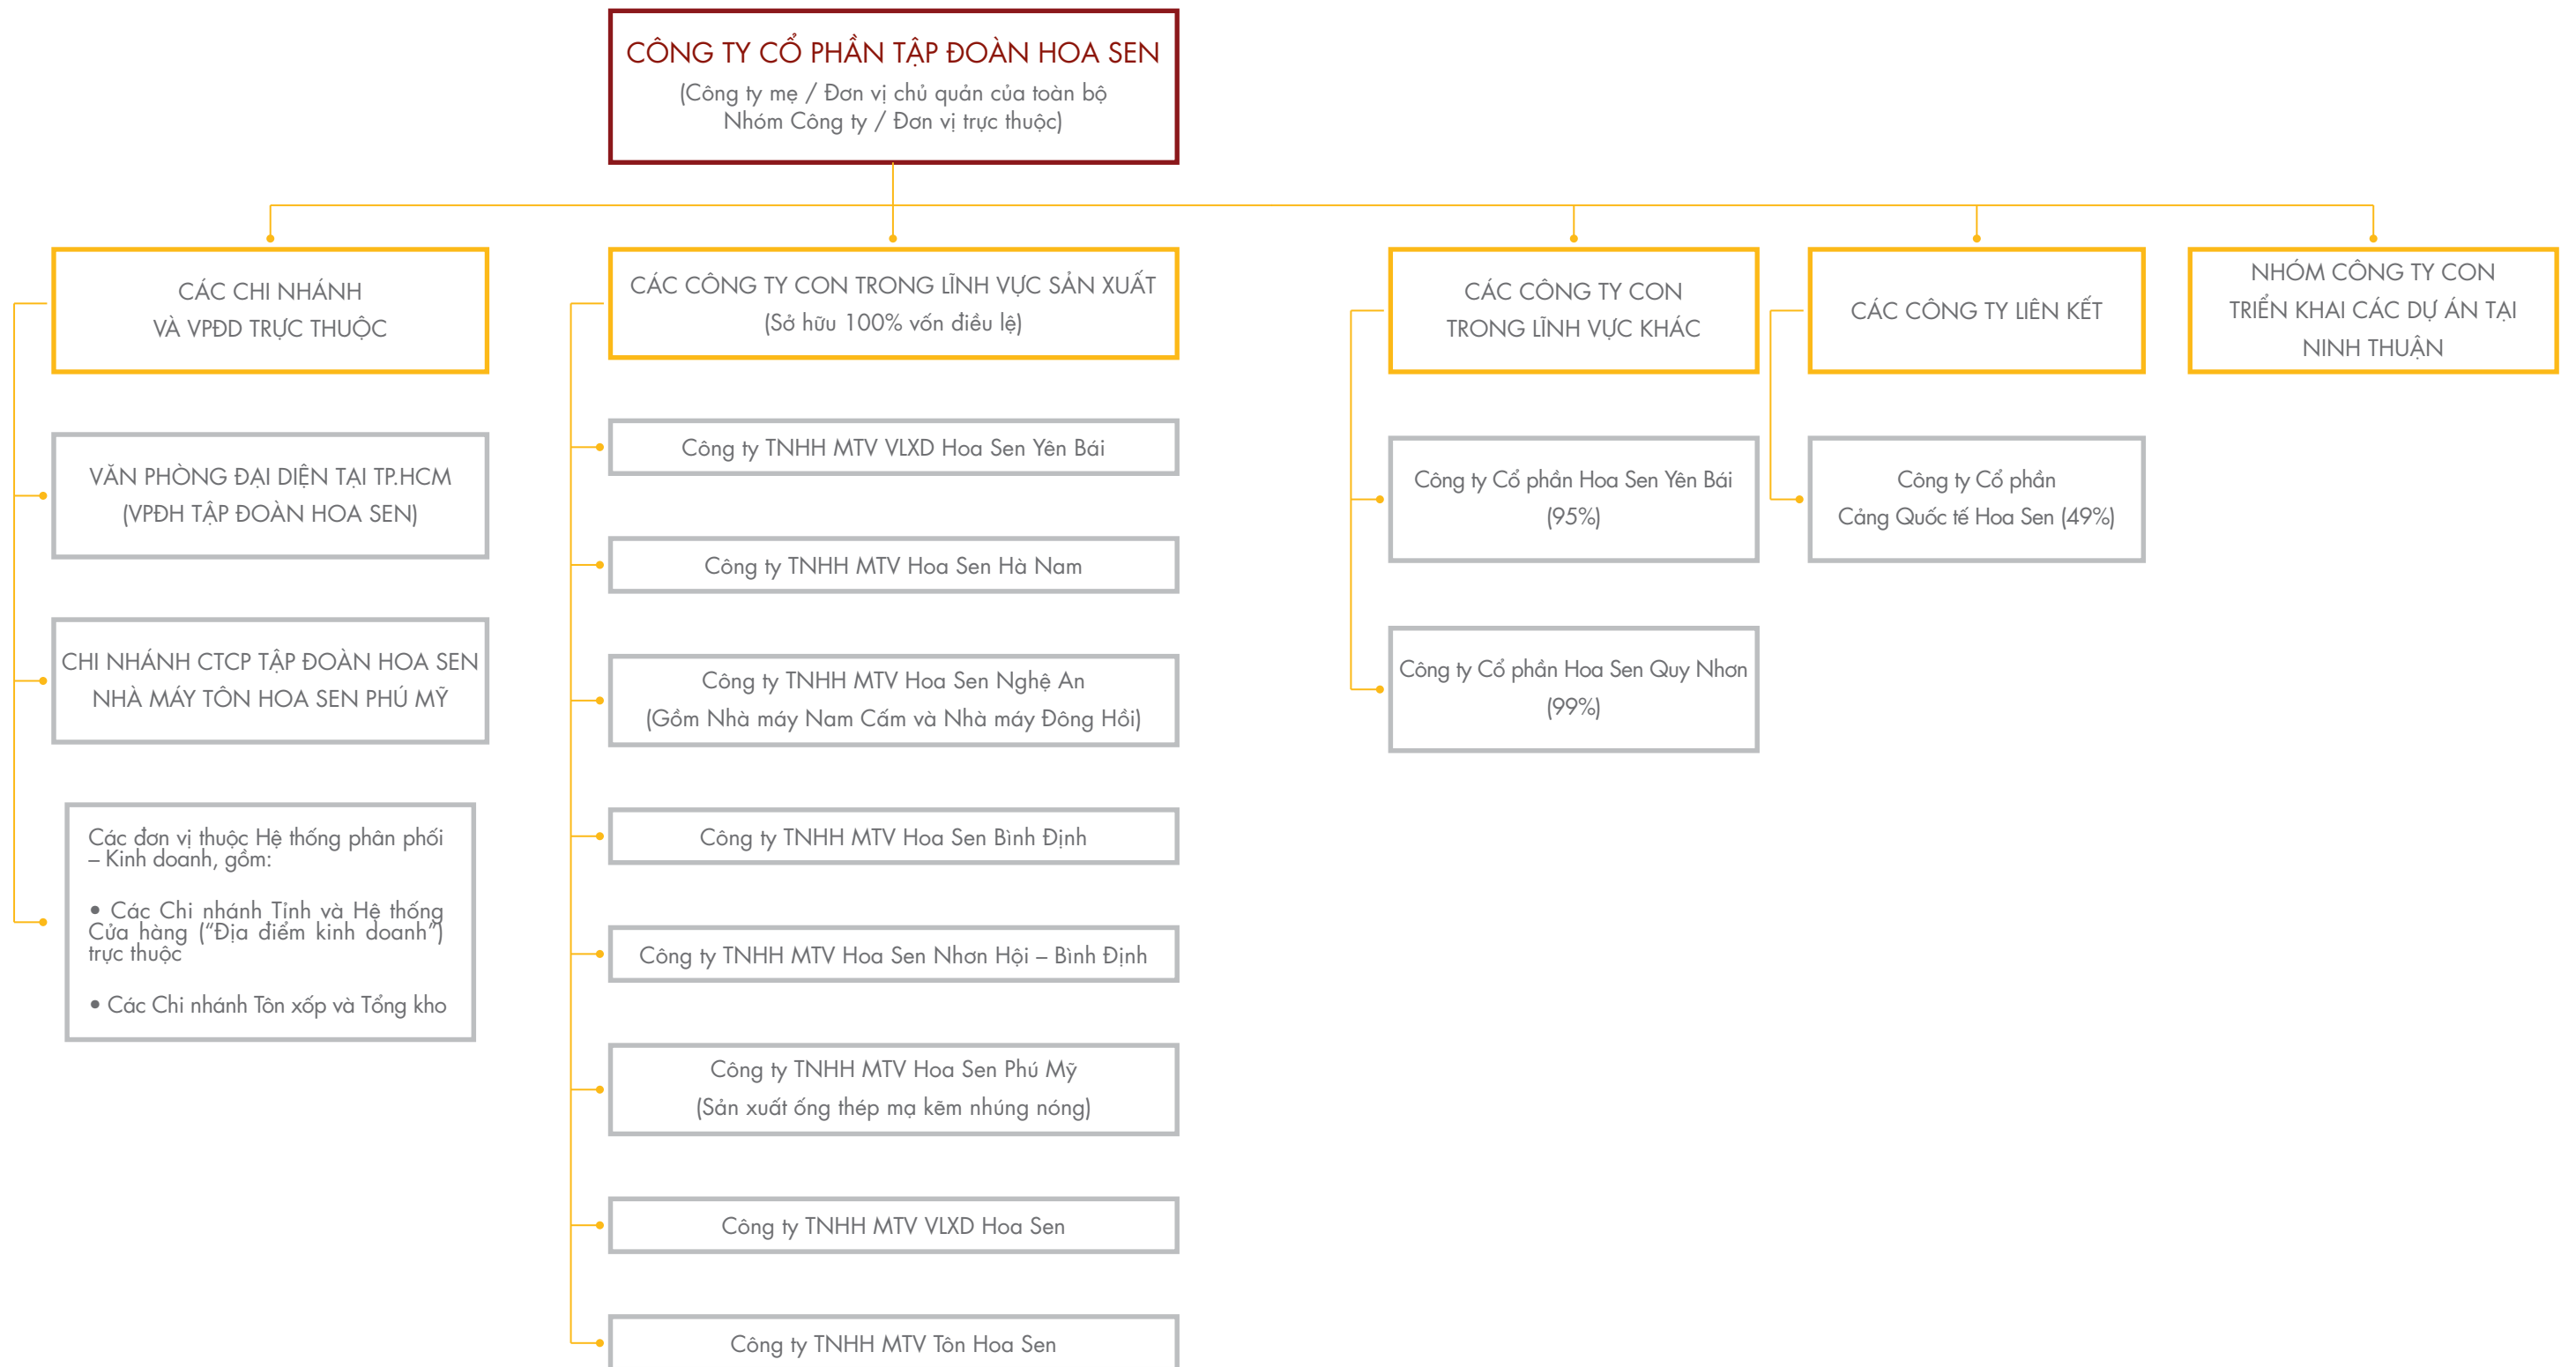 CÔNG TY CỔ PHẦN TẬP ĐOÀN HOA SEN
(Công ty mẹ / Đơn vị chủ quản của toàn bộ
Nhóm Công ty / Đơn vị trực thuộc)
CÁC CHI NHÁNH
VÀ VPĐD TRỰC THUỘC
VĂN PHÒNG ĐẠI DIỆN TẠI TP.HCM
(VPĐH TẬP ĐOÀN HOA SEN)
CHI NHÁNH CTCP TẬP ĐOÀN HOA SEN
NHÀ MÁY TÔN HOA SEN PHÚ MỸ
Các đơn vị thuộc Hệ thống phân phối
– Kinh doanh, gồm:
• Các Chi nhánh Tỉnh và Hệ thống
Cửa hàng (“Địa điểm kinh doanh”)
trực thuộc
• Các Chi nhánh Tôn xốp và Tổng kho
CÁC CÔNG TY CON TRONG LĨNH VỰC SẢN XUẤT
(Sở hữu 100% vốn điều lệ)
Công ty TNHH MTV VLXD Hoa Sen Yên Bái
Công ty TNHH MTV Hoa Sen Hà Nam
Công ty TNHH MTV Hoa Sen Nghệ An
(Gồm Nhà máy Nam Cấm và Nhà máy Đông Hồi)
Công ty TNHH MTV Hoa Sen Bình Định
Công ty TNHH MTV Hoa Sen Nhơn Hội – Bình Định
Công ty TNHH MTV Hoa Sen Phú Mỹ
(Sản xuất ống thép mạ kẽm nhúng nóng)
Công ty TNHH MTV VLXD Hoa Sen
Công ty TNHH MTV Tôn Hoa Sen
CÁC CÔNG TY CON
TRONG LĨNH VỰC KHÁC
Công ty Cổ phần Hoa Sen Yên Bái
(95%)
Công ty Cổ phần Hoa Sen Quy Nhơn
(99%)
CÁC CÔNG TY LIÊN KẾT
Công ty Cổ phần
Cảng Quốc tế Hoa Sen (49%)
NHÓM CÔNG TY CON
TRIỂN KHAI CÁC DỰ ÁN TẠI
NINH THUẬN